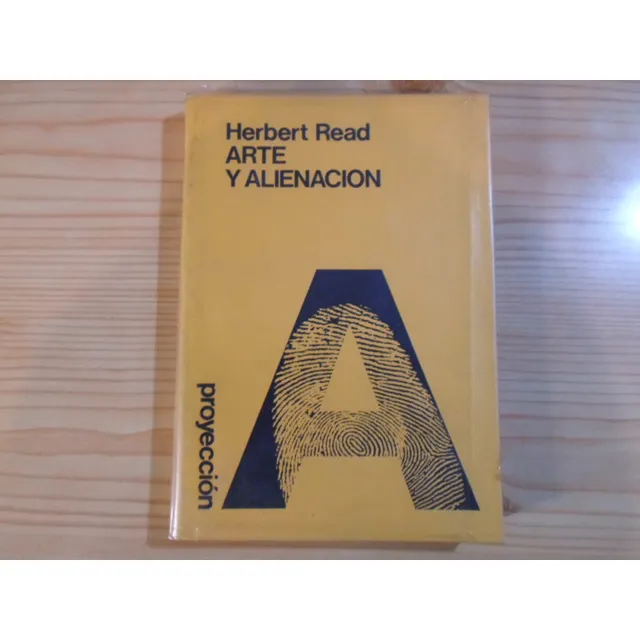 Herbert Read
ARTE
Y ALIENACION
A
proyección